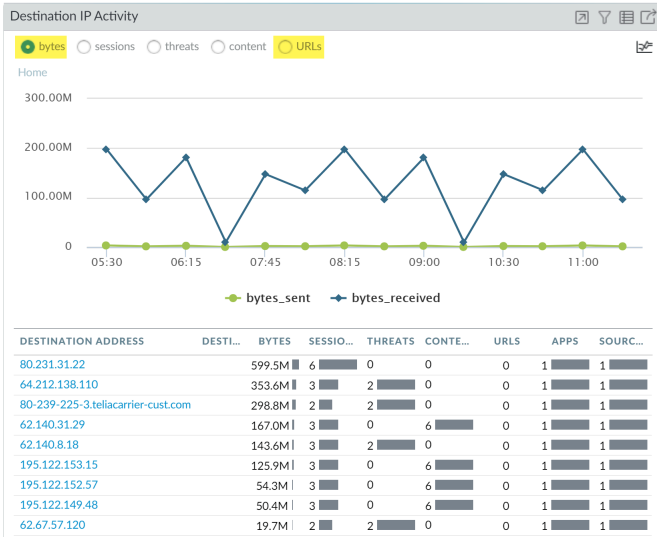 Destination IP Activity
bytes sessions threats content URLs
Home
300.00M
200.00M
100.00M
0
05:30 06:15 07:45 08:15 09:00 10:30 11:00
bytes_sent bytes_received
DESTINATION ADDRESS DESTI... BYTES SESSIO... THREATS CONTE... URLS APPS SOURC...
80.231.31.22 599.5M 6 0 0 0 1 1
64.212.138.110 353.6M 3 2 0 0 1 1
80-239-225-3.teliacarrier-cust.com 298.8M 2 2 0 0 1 1
62.140.31.29 167.0M 3 0 6 0 1 1
62.140.8.18 143.6M 3 2 0 0 1 1
195.122.153.15 125.9M 3 0 6 0 1 1
195.122.152.57 54.3M 3 0 6 0 1 1
195.122.149.48 50.4M 3 0 6 0 1 1
62.67.57.120 19.7M 2 2 0 0 1 1